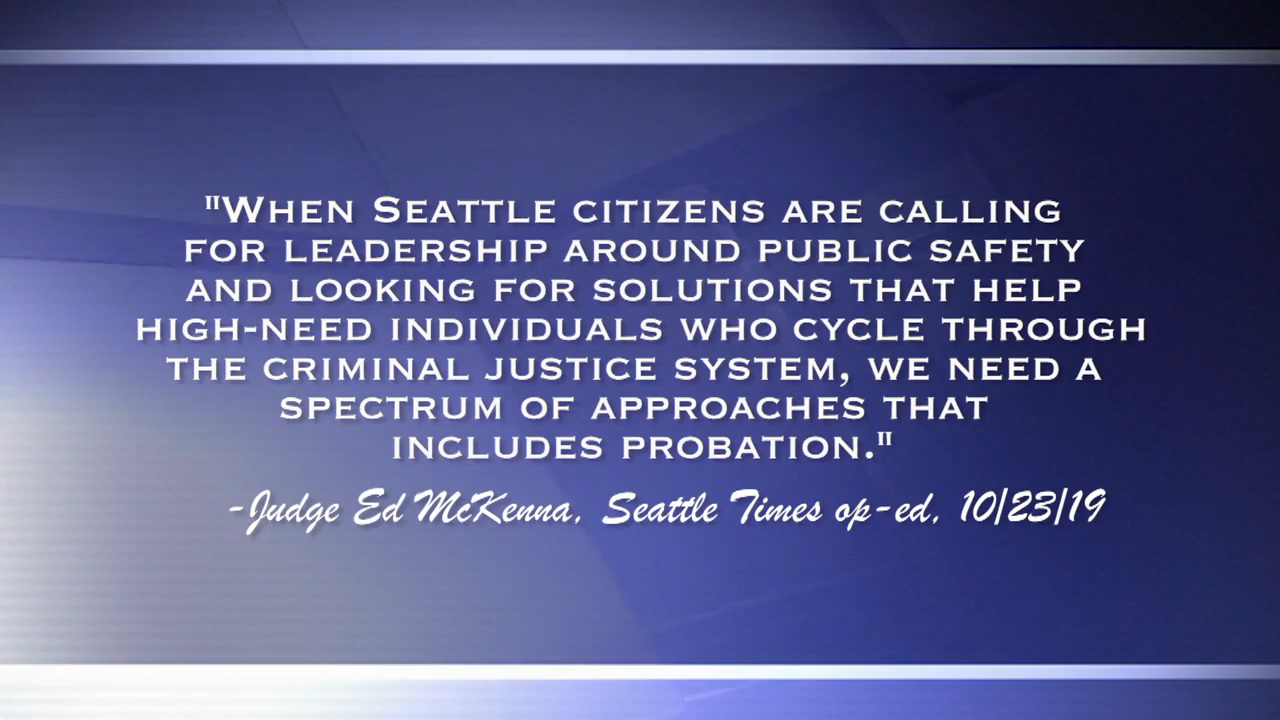 "When Seattle citizens are calling
for leadership around public safety
and looking for solutions that help
high-need individuals who cycle through
the criminal justice system, we need a
spectrum of approaches that
includes probation."
-Judge Ed McKenna, Seattle Times op-ed, 10/23/19